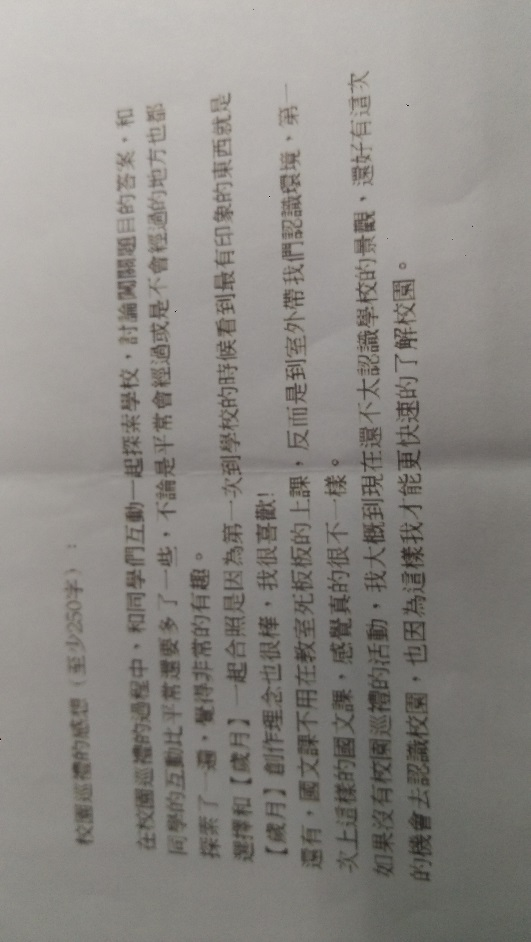 校園巡禮的感想（至少250字）：
在校園巡禮的過程中、和同學們互動一起探索學校，討論闖關題目的答案，和
同學的互動比平常還要多了一些，不論是平常會經過或是不會經過的地方也都
探索了一遍，覺得非常的有趣。
選擇和【歲月】一起合照是因為第一次到學校的時候看到最有印象的東西就是
【歲月】創作理念也很棒，我很喜歡!
還有，國文課不用在教室死板板的上課，反而是到室外帶我們認識環境，第一
次上這樣的國文課，感覺真的很不一樣。
如果沒有校園巡禮的活動，我大概到現在還不太認識學校的景觀，還好有這次
的機會去認識校園，也因為這樣我才能更快速的了解校園。